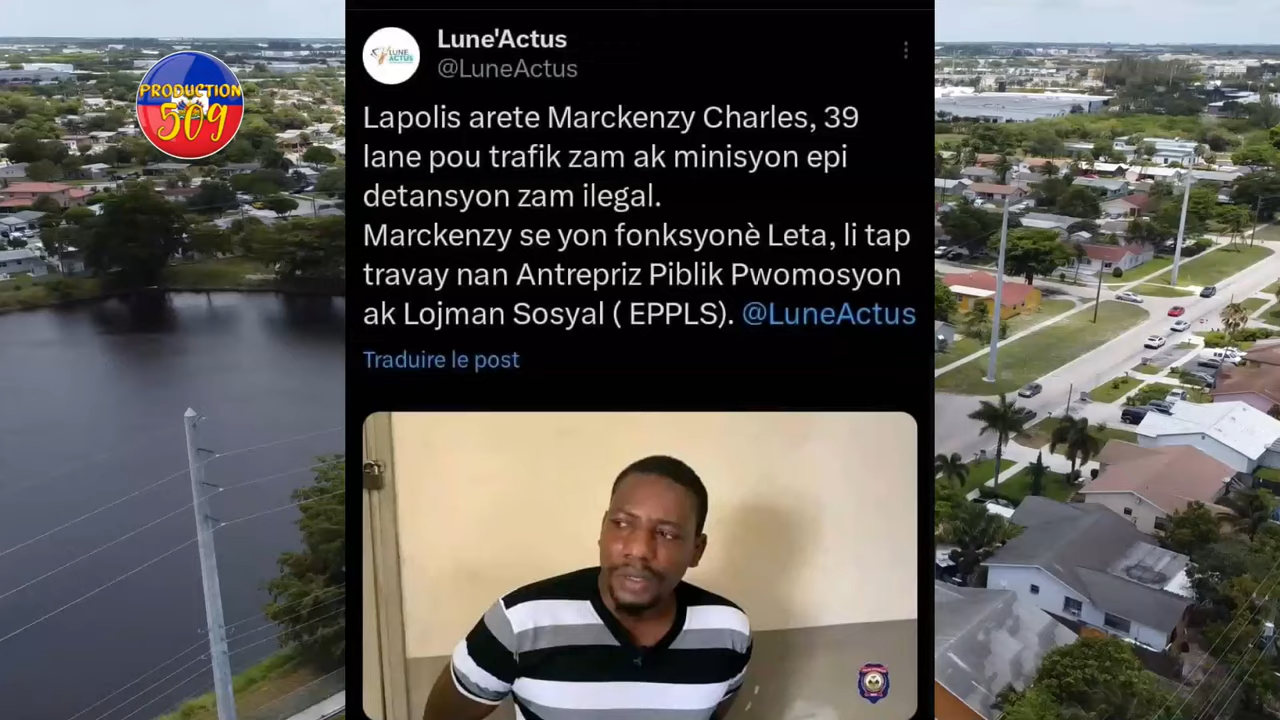 PRODUCTION
509
LUNE
ACTUS
Lune'Actus
@LuneActus
Lapolis arete Marckenzy Charles, 39
lane pou trafik zam ak minisyon epi
detansyon zam ilegal.
Marckenzy se yon fonksyonè Leta, li tap
travay nan Antrepriz Piblik Pwomosyon
ak Lojman Sosyal ( EPPLS). @LuneActus
Traduire le post